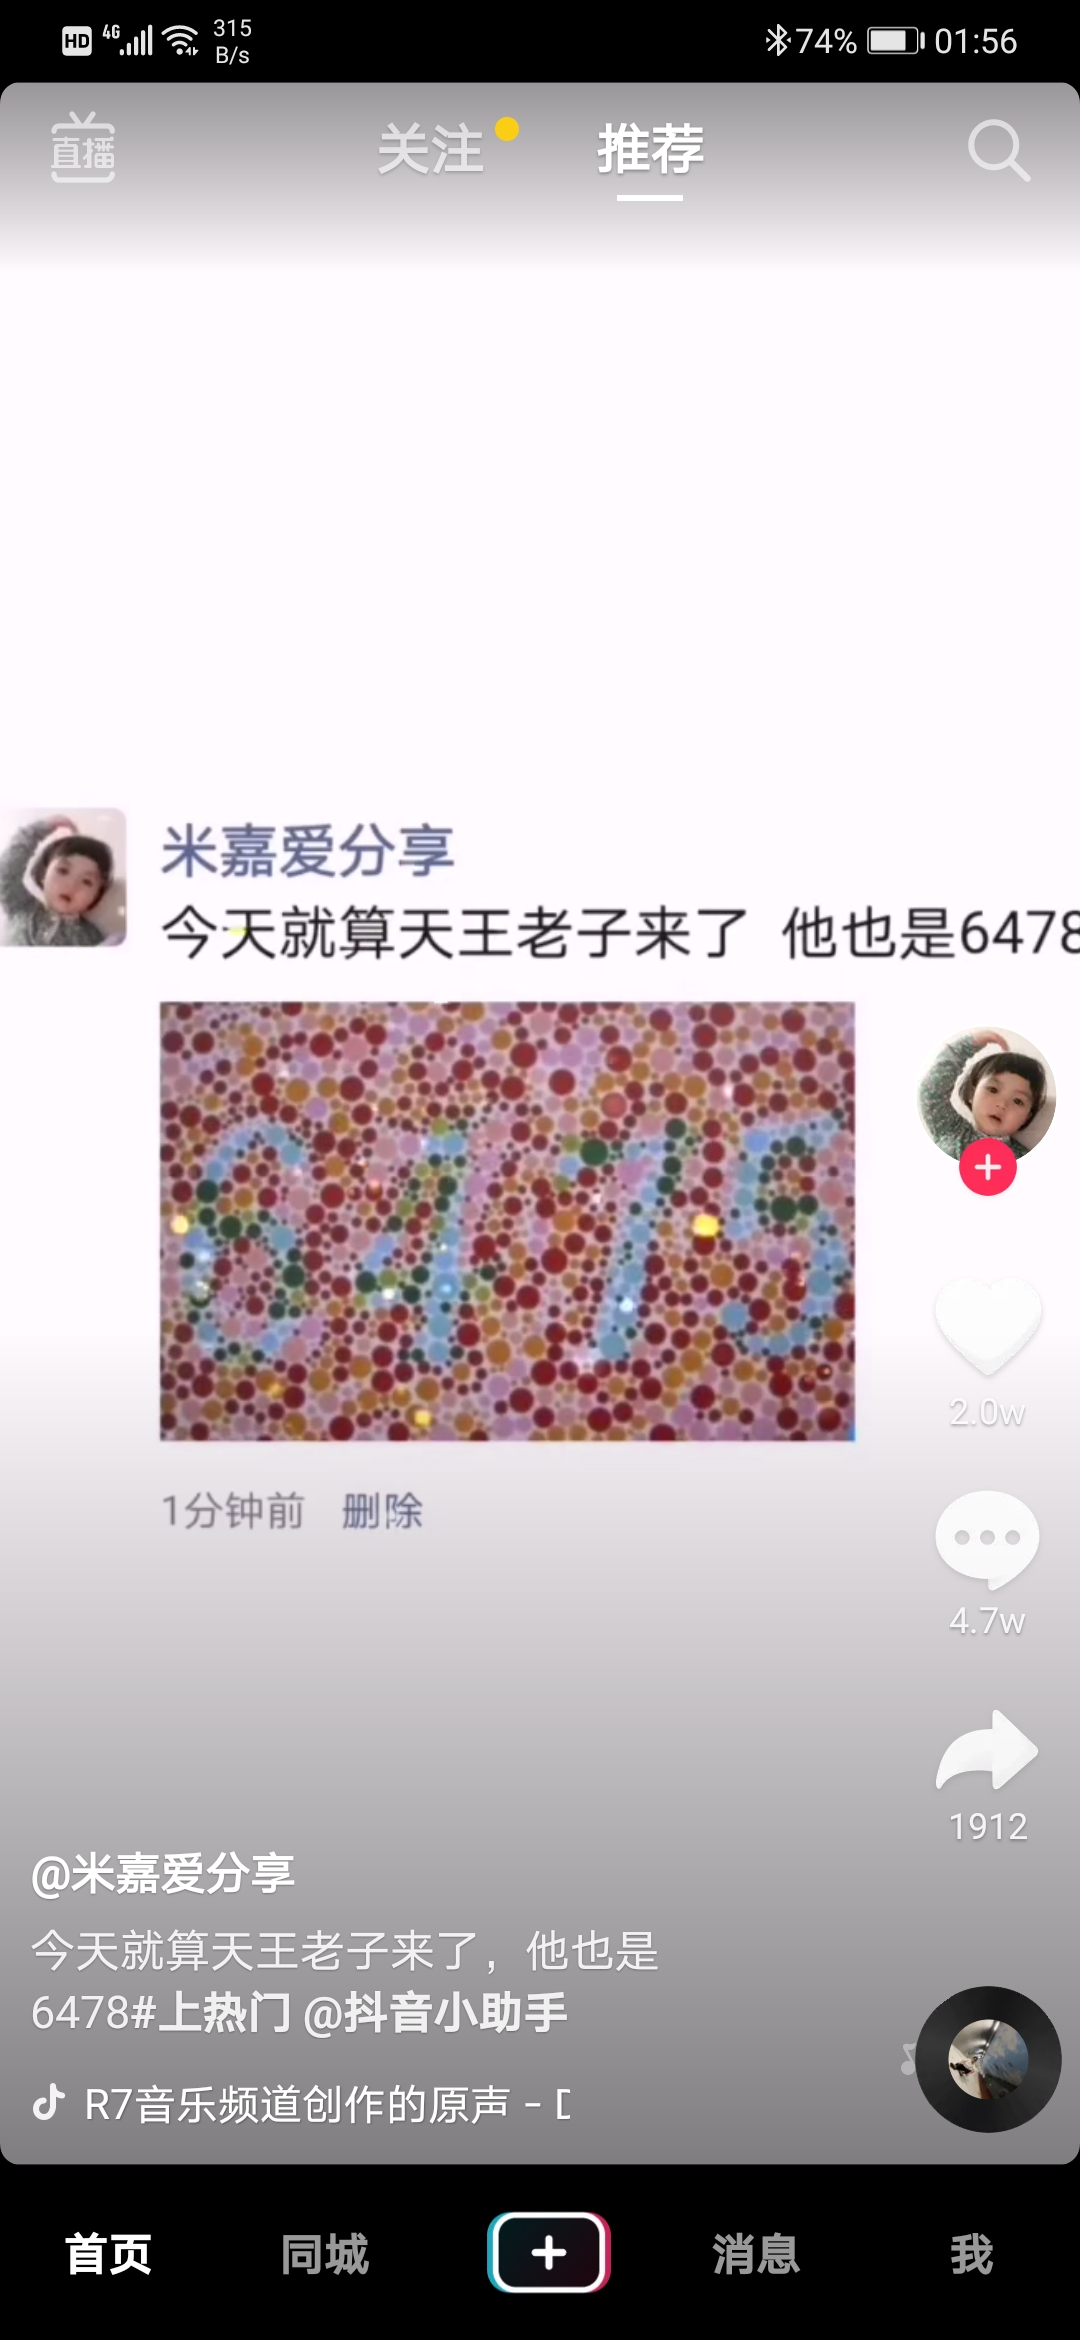 HD 4G 315 B/s 74% 01:56
直播 关注 推荐
米嘉爱分享
今天就算天王老子来了 他也是6478
6475
1分钟前 删除
2.0w
4.7w
1912
@米嘉爱分享
今天就算天王老子来了，他也是
6478#上热门 @抖音小助手
R7音乐频道创作的原声 -
首页 同城 消息 我